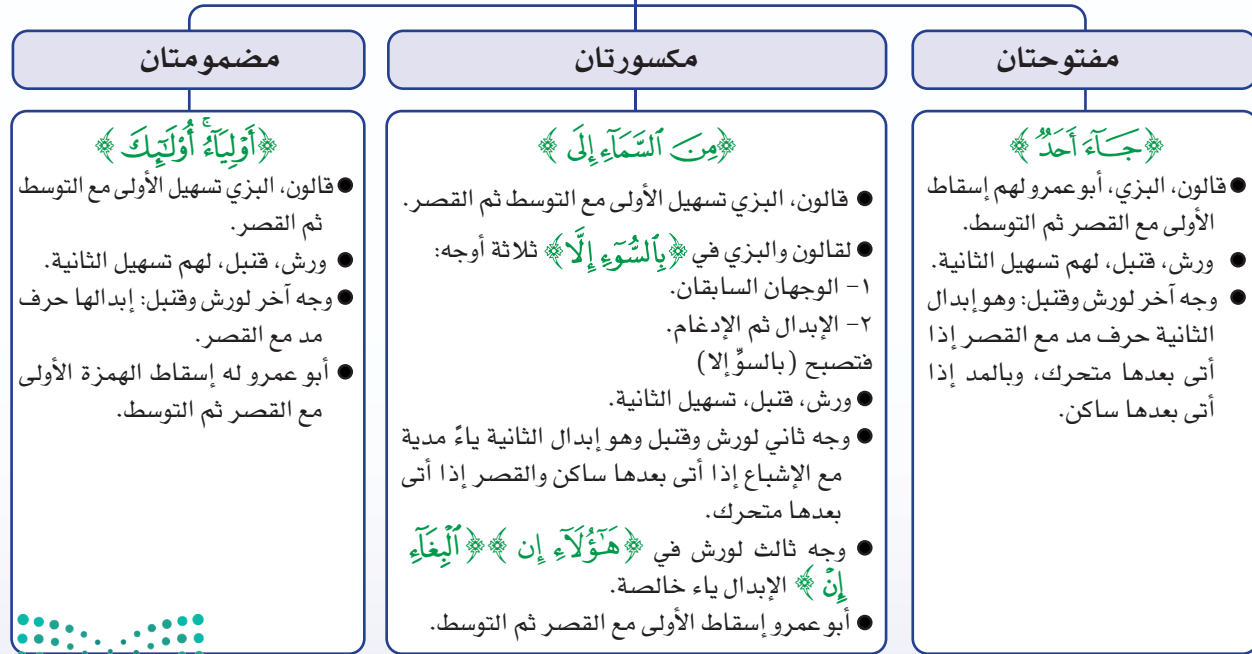 مفتوحتان
﴿جَآءَ أَحَدٌ﴾
● قالون، البزي، أبو عمرو لهم إسقاط
الأولى مع القصر ثم التوسط.
● ورش، قنبل، لهم تسهيل الثانية.
● وجه آخر لورش وقنبل: وهو إبدال
الثانية حرف مد مع القصر إذا
أتى بعدها متحرك، وبالمد إذا
أتى بعدها ساكن.
مكسورتان
﴿مِنَ ٱلسَّمَآءِ إِلَى﴾
● قالون، البزي تسهيل الأولى مع التوسط ثم القصر.
● لقالون والبزي في ﴿بِٱلسُّوٓءِ إِلَّا﴾ ثلاثة أوجه:
١- الوجهان السابقان.
٢- الإبدال ثم الإدغام.
فتصبح (بالسوِّ إلا)
● ورش، قنبل، تسهيل الثانية.
● وجه ثاني لورش وقنبل وهو إبدال الثانية ياءً مدية
مع الإشباع إذا أتى بعدها ساكن والقصر إذا أتى
بعدها متحرك.
● وجه ثالث لورش في ﴿هَٰٓؤُلَآءِ إِن﴾ ﴿ٱلْبِغَآءِ
إِنْ﴾ الإبدال ياء خالصة.
● أبو عمرو إسقاط الأولى مع القصر ثم التوسط.
مضمومتان
﴿أَوْلِيَآءُۚ أُوْلَٰٓئِكَ﴾
● قالون، البزي تسهيل الأولى مع التوسط
ثم القصر.
● ورش، قنبل، لهم تسهيل الثانية.
● وجه آخر لورش وقنبل: إبدالها حرف
مد مع القصر.
● أبو عمرو له إسقاط الهمزة الأولى
مع القصر ثم التوسط.